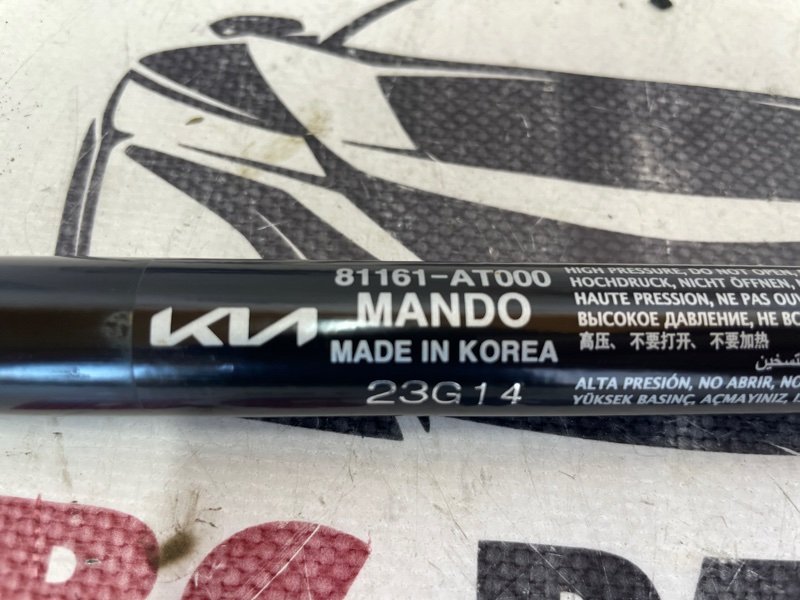 81161-AT000
KIA
MANDO
MADE IN KOREA
23G14
HIGH PRESSURE, DO NOT OPEN,
HOCHDRUCK, NICHT ÖFFNEN,
HAUTE PRESSION, NE PAS
ВЫСОКОЕ ДАВЛЕНИЕ, НЕ
高压、不要打开、不要加热
ALTA PRESIÓN, NO ABRIR, NO
YÜKSEK BASINÇ, AÇMAYINIZ,